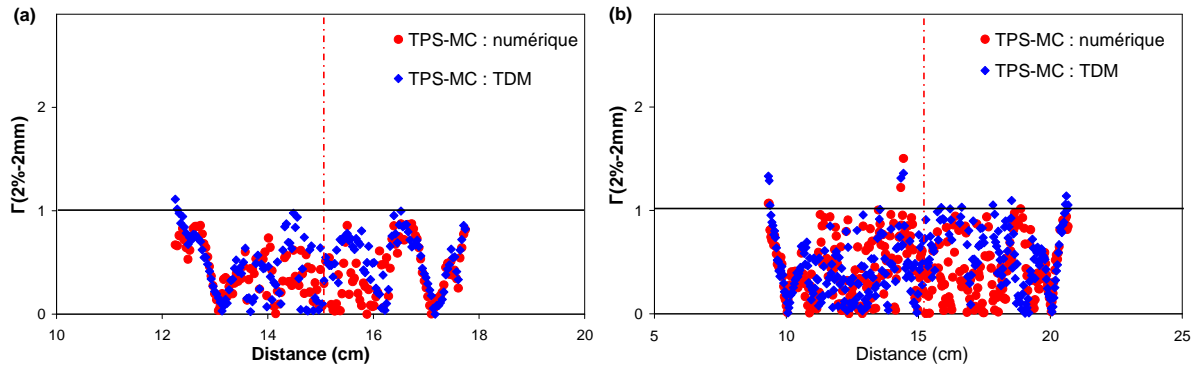 (a)
TPS-MC : numérique
TPS-MC : TDM
Γ(2%-2mm)
2
1
0
10 12 14 16 18 20
Distance (cm)
(b)
TPS-MC : numérique
TPS-MC : TDM
Γ(2%-2mm)
2
1
0
5 10 15 20 25
Distance (cm)